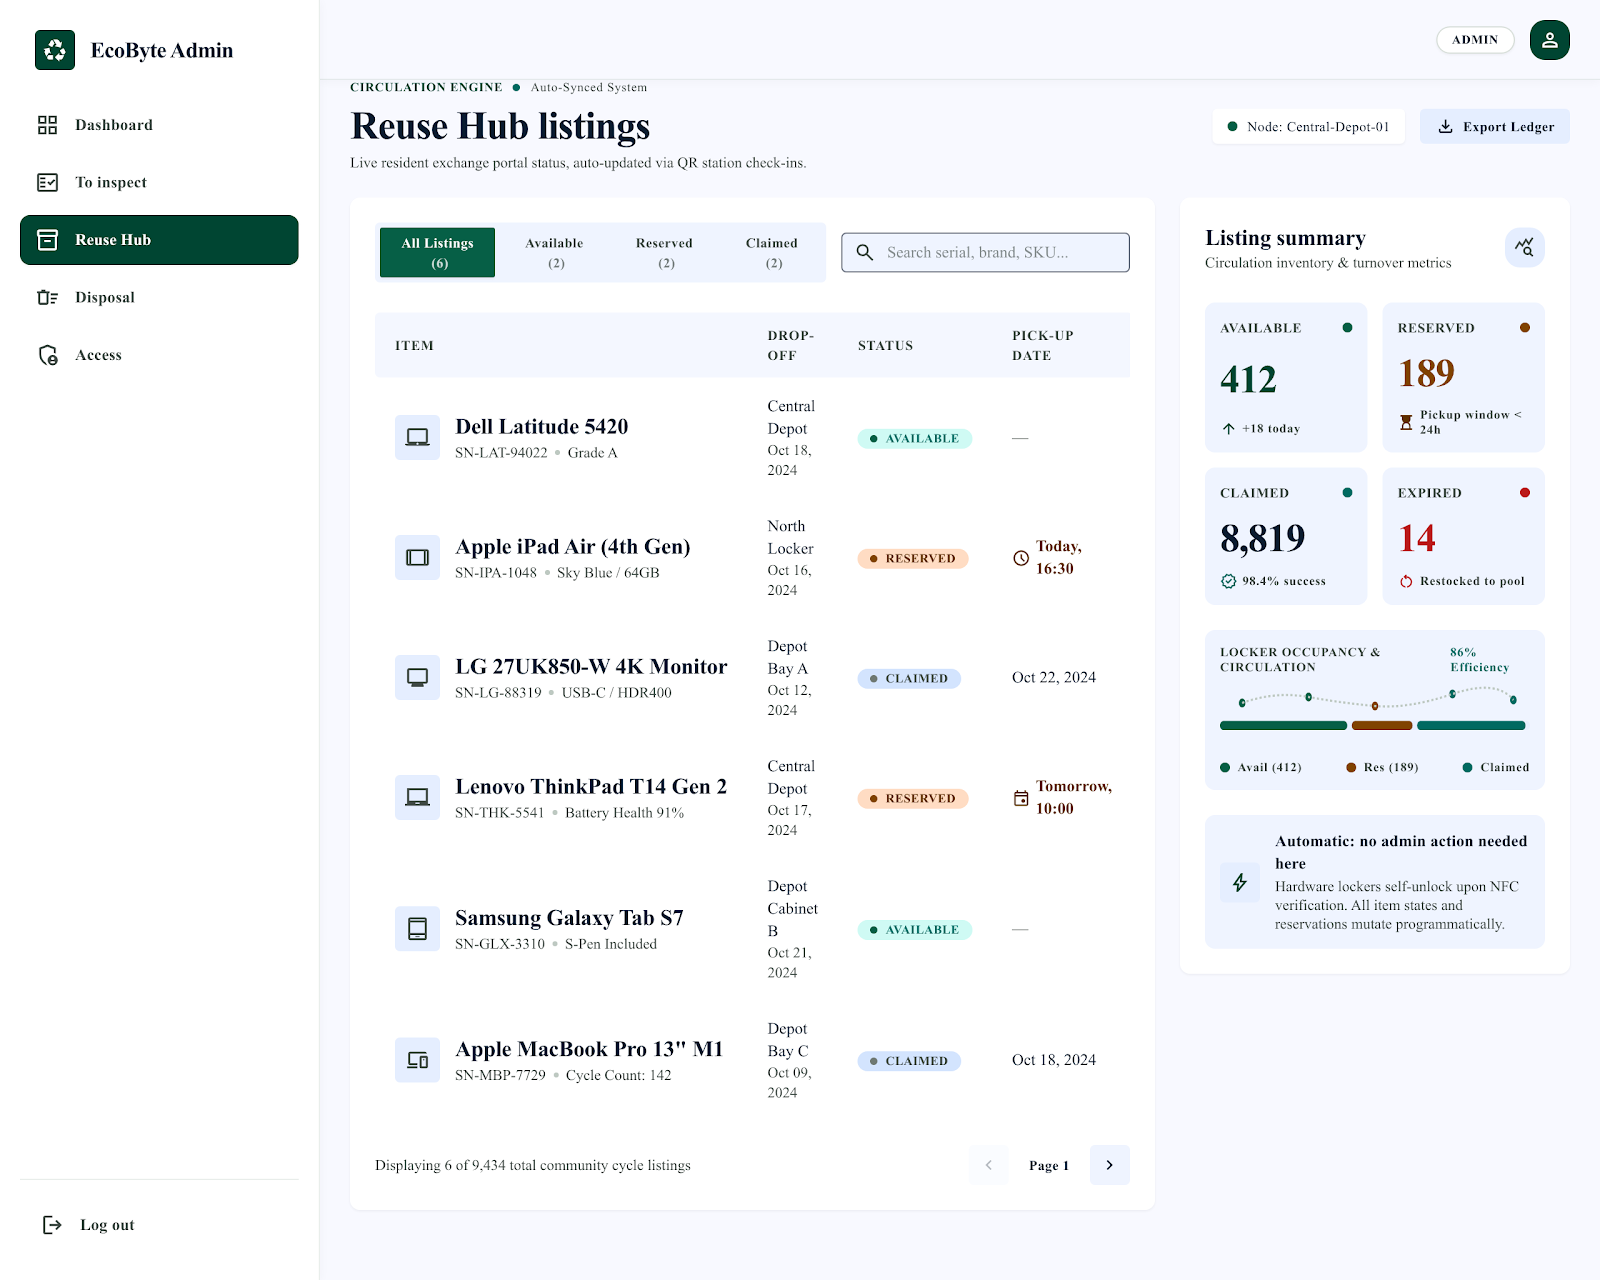 EcoByte Admin
Dashboard
To inspect
Reuse Hub
Disposal
Access
Log out
ADMIN
CIRCULATION ENGINE • Auto-Synced System
Reuse Hub listings
Live resident exchange portal status, auto-updated via QR station check-ins.
Node: Central-Depot-01
Export Ledger
All Listings
(6)
Available
(2)
Reserved
(2)
Claimed
(2)
Search serial, brand, SKU...
ITEM
DROP-
OFF
STATUS
PICK-UP
DATE
Dell Latitude 5420
SN-LAT-94022 • Grade A
Central
Depot
Oct 18,
2024
AVAILABLE
—
Apple iPad Air (4th Gen)
SN-IPA-1048 • Sky Blue / 64GB
North
Locker
Oct 16,
2024
RESERVED
Today,
16:30
LG 27UK850-W 4K Monitor
SN-LG-88319 • USB-C / HDR400
Depot
Bay A
Oct 12,
2024
CLAIMED
Oct 22, 2024
Lenovo ThinkPad T14 Gen 2
SN-THK-5541 • Battery Health 91%
Central
Depot
Oct 17,
2024
RESERVED
Tomorrow,
10:00
Samsung Galaxy Tab S7
SN-GLX-3310 • S-Pen Included
Depot
Cabinet
B
Oct 21,
2024
AVAILABLE
—
Apple MacBook Pro 13" M1
SN-MBP-7729 • Cycle Count: 142
Depot
Bay C
Oct 09,
2024
CLAIMED
Oct 18, 2024
Displaying 6 of 9,434 total community cycle listings
Page 1
Listing summary
Circulation inventory & turnover metrics
AVAILABLE
412
+18 today
RESERVED
189
Pickup window <
24h
CLAIMED
8,819
98.4% success
EXPIRED
14
Restocked to pool
LOCKER OCCUPANCY &
CIRCULATION
86%
Efficiency
Avail (412)
Res (189)
Claimed
Automatic: no admin action needed
here
Hardware lockers self-unlock upon NFC
verification. All item states and
reservations mutate programmatically.